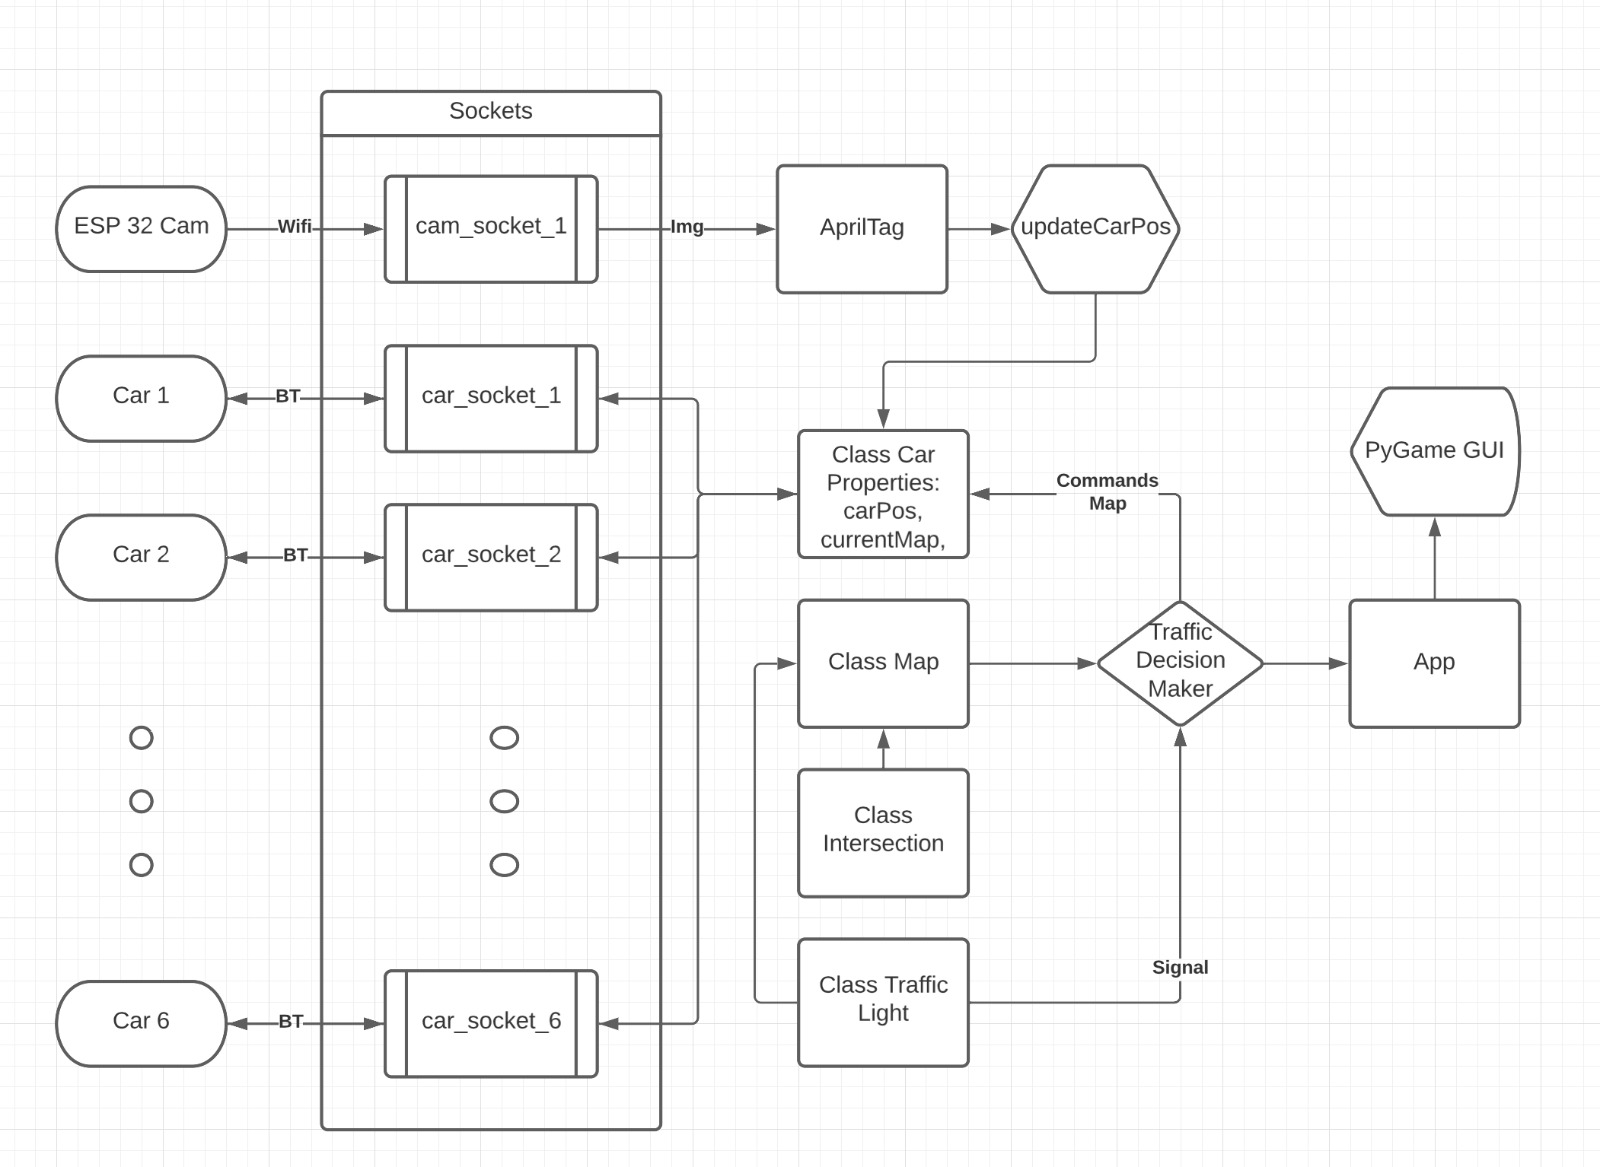 Sockets
ESP 32 Cam
Wifi
cam_socket_1
Img
AprilTag
updateCarPos
Car 1
BT
car_socket_1
Class Car
Properties:
carPos,
currentMap,
Commands
Map
PyGame GUI
Car 2
BT
car_socket_2
Class Map
Traffic
Decision
Maker
App
Class
Intersection
Signal
Class Traffic
Light
Car 6
BT
car_socket_6